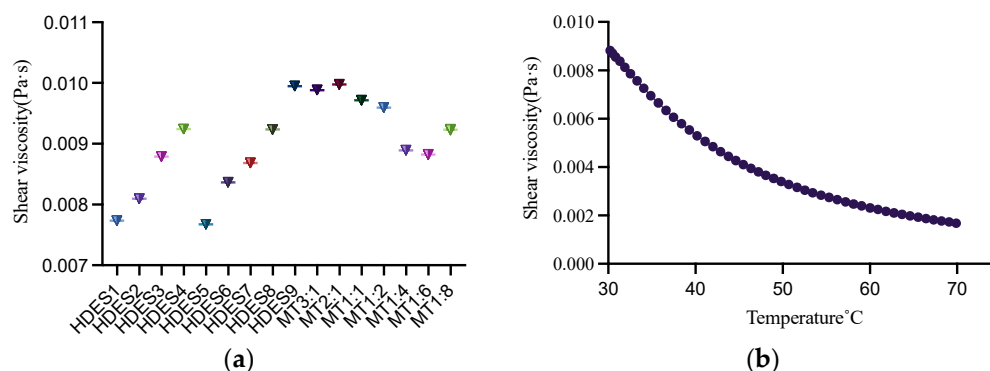 0.011
0.010
0.009
0.008
0.007
Shear viscosity(Pa·s)
HDES1
HDES2
HDES3
HDES4
HDES5
HDES6
HDES7
HDES8
HDES9
MT3:1
MT2:1
MT1:1
MT1:2
MT1:4
MT1:6
MT1:8
(a)
0.010
0.008
0.006
0.004
0.002
0.000
Shear viscosity(Pa·s)
30 40 50 60 70
Temperature°C
(b)